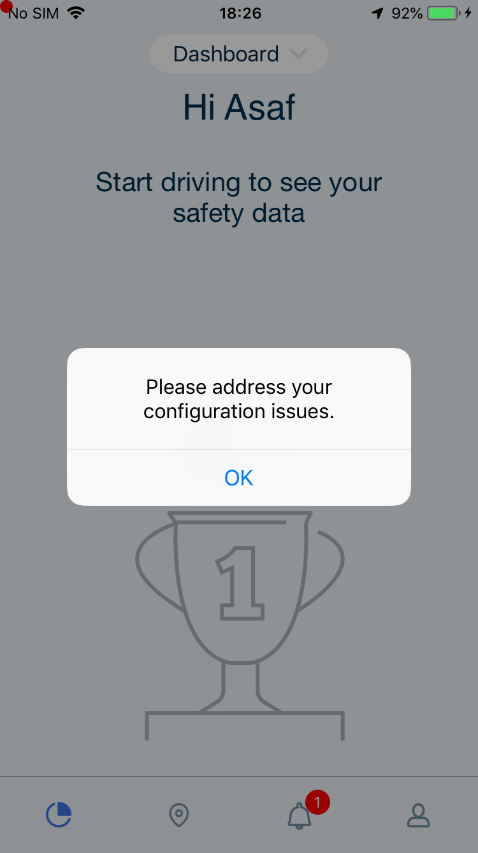 No SIM 18:26 92%
Dashboard
Hi Asaf
Start driving to see your
safety data
Please address your
configuration issues.
OK
1
1